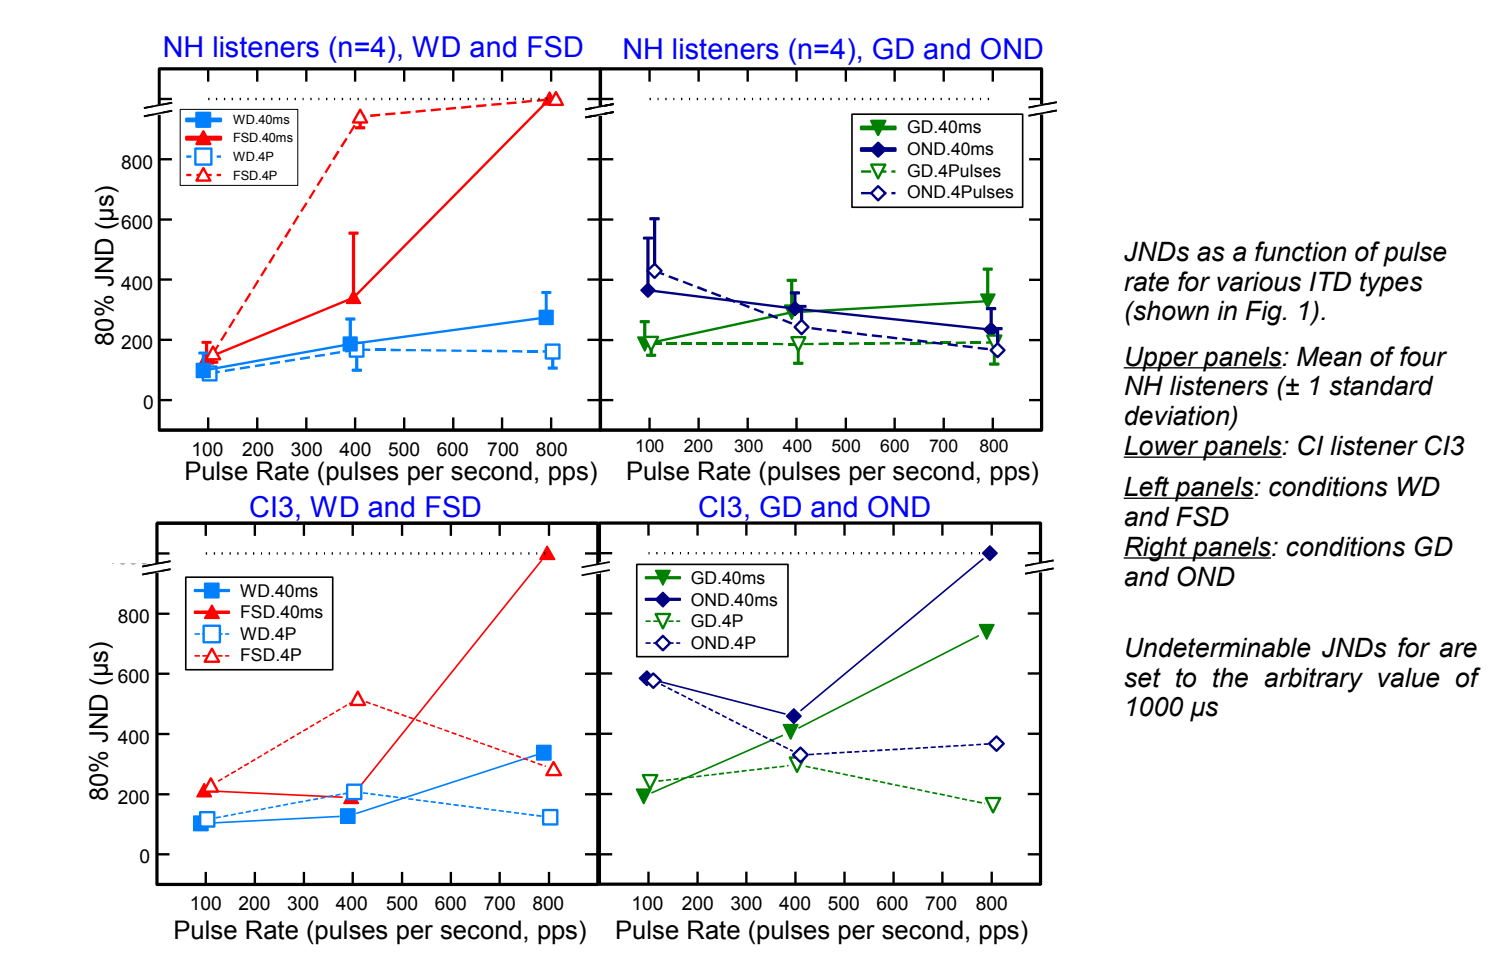 NH listeners (n=4), WD and FSD
NH listeners (n=4), GD and OND
WD.40ms
FSD.40ms
WD.4P
FSD.4P
GD.40ms
OND.40ms
GD.4Pulses
OND.4Pulses
80% JND (µs)
800
600
400
200
0
100 200 300 400 500 600 700 800
100 200 300 400 500 600 700 800
Pulse Rate (pulses per second, pps)
Pulse Rate (pulses per second, pps)
CI3, WD and FSD
CI3, GD and OND
WD.40ms
FSD.40ms
WD.4P
FSD.4P
GD.40ms
OND.40ms
GD.4P
OND.4P
80% JND (µs)
800
600
400
200
0
100 200 300 400 500 600 700 800
100 200 300 400 500 600 700 800
Pulse Rate (pulses per second, pps)
Pulse Rate (pulses per second, pps)
JNDs as a function of pulse
rate for various ITD types
(shown in Fig. 1).
Upper panels: Mean of four
NH listeners (± 1 standard
deviation)
Lower panels: CI listener CI3
Left panels: conditions WD
and FSD
Right panels: conditions GD
and OND
Undeterminable JNDs for are
set to the arbitrary value of
1000 µs